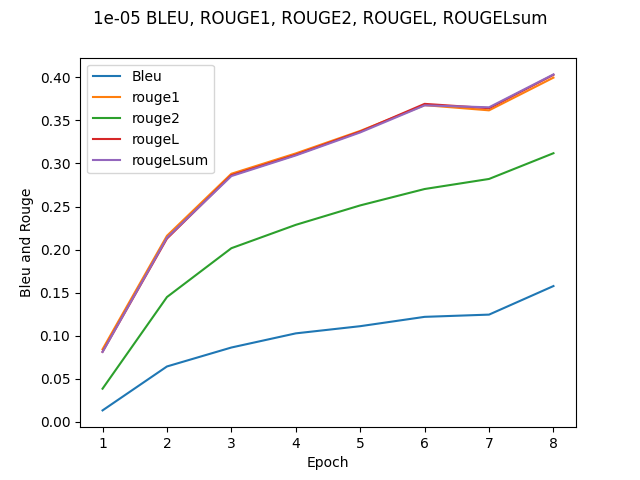 1e-05 BLEU, ROUGE1, ROUGE2, ROUGEL, ROUGELsum
Bleu
rouge1
rouge2
rougeL
rougeLsum
Bleu and Rouge
0.40
0.35
0.30
0.25
0.20
0.15
0.10
0.05
0.00
1 2 3 4 5 6 7 8
Epoch